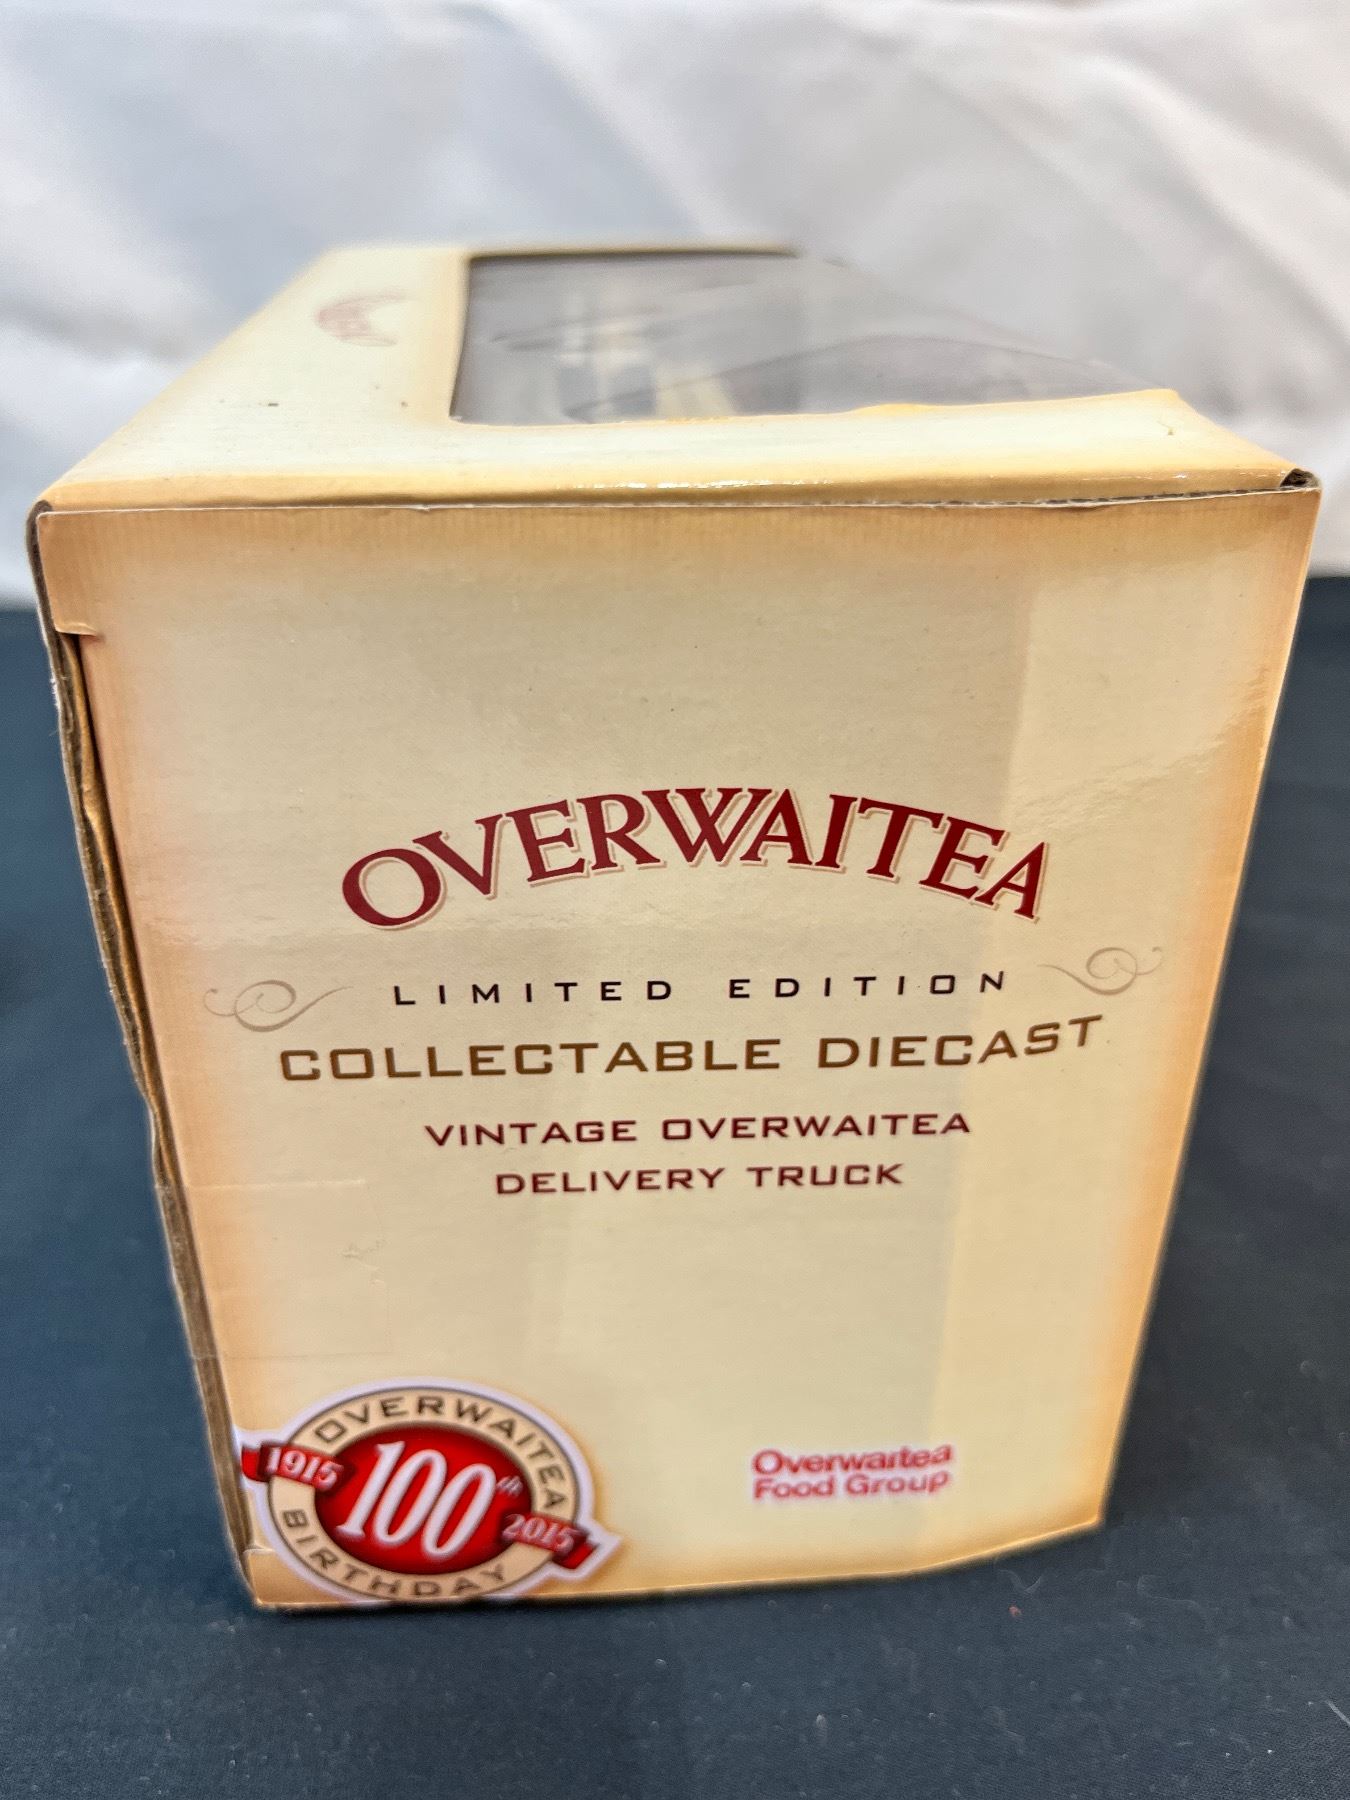 OVERWAITEA
LIMITED EDITION
COLLECTABLE DIECAST
VINTAGE OVERWAITEA
DELIVERY TRUCK
OVERWAITEA
1915 100th 2015
BIRTHDAY
Overwaitea
Food Group